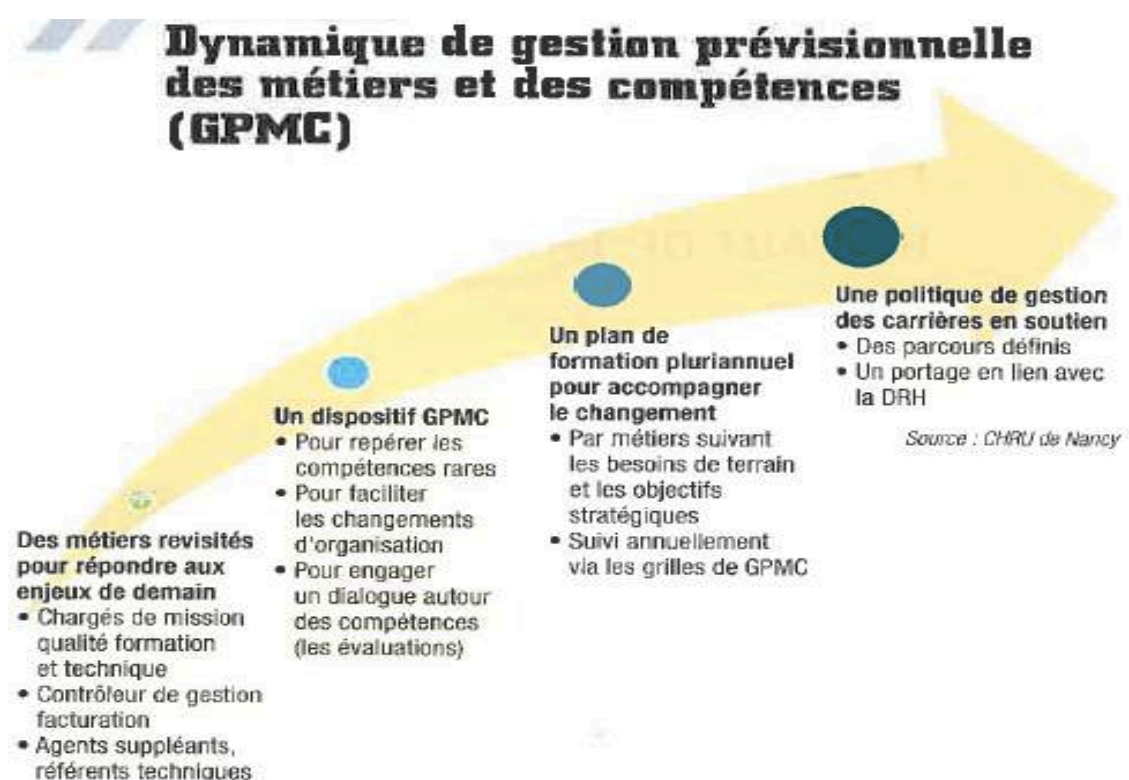 Dynamique de gestion prévisionnelle
des métiers et des compétences
(GPMC)
Des métiers revisités
pour répondre aux
enjeux de demain
• Chargés de mission
qualité formation
et technique
• Contrôleur de gestion
facturation
• Agents suppléants,
référents techniques
Un dispositif GPMC
• Pour repérer les
compétences rares
• Pour faciliter
les changements
d'organisation
• Pour engager
un dialogue autour
des compétences
(les évaluations)
Un plan de
formation pluriannuel
pour accompagner
le changement
• Par métiers suivant
les besoins de terrain
et les objectifs
stratégiques
• Suivi annuellement
via les grilles de GPMC
Une politique de gestion
des carrières en soutien
• Des parcours définis
• Un portage en lien avec
la DRH
Source : CHRU de Nancy